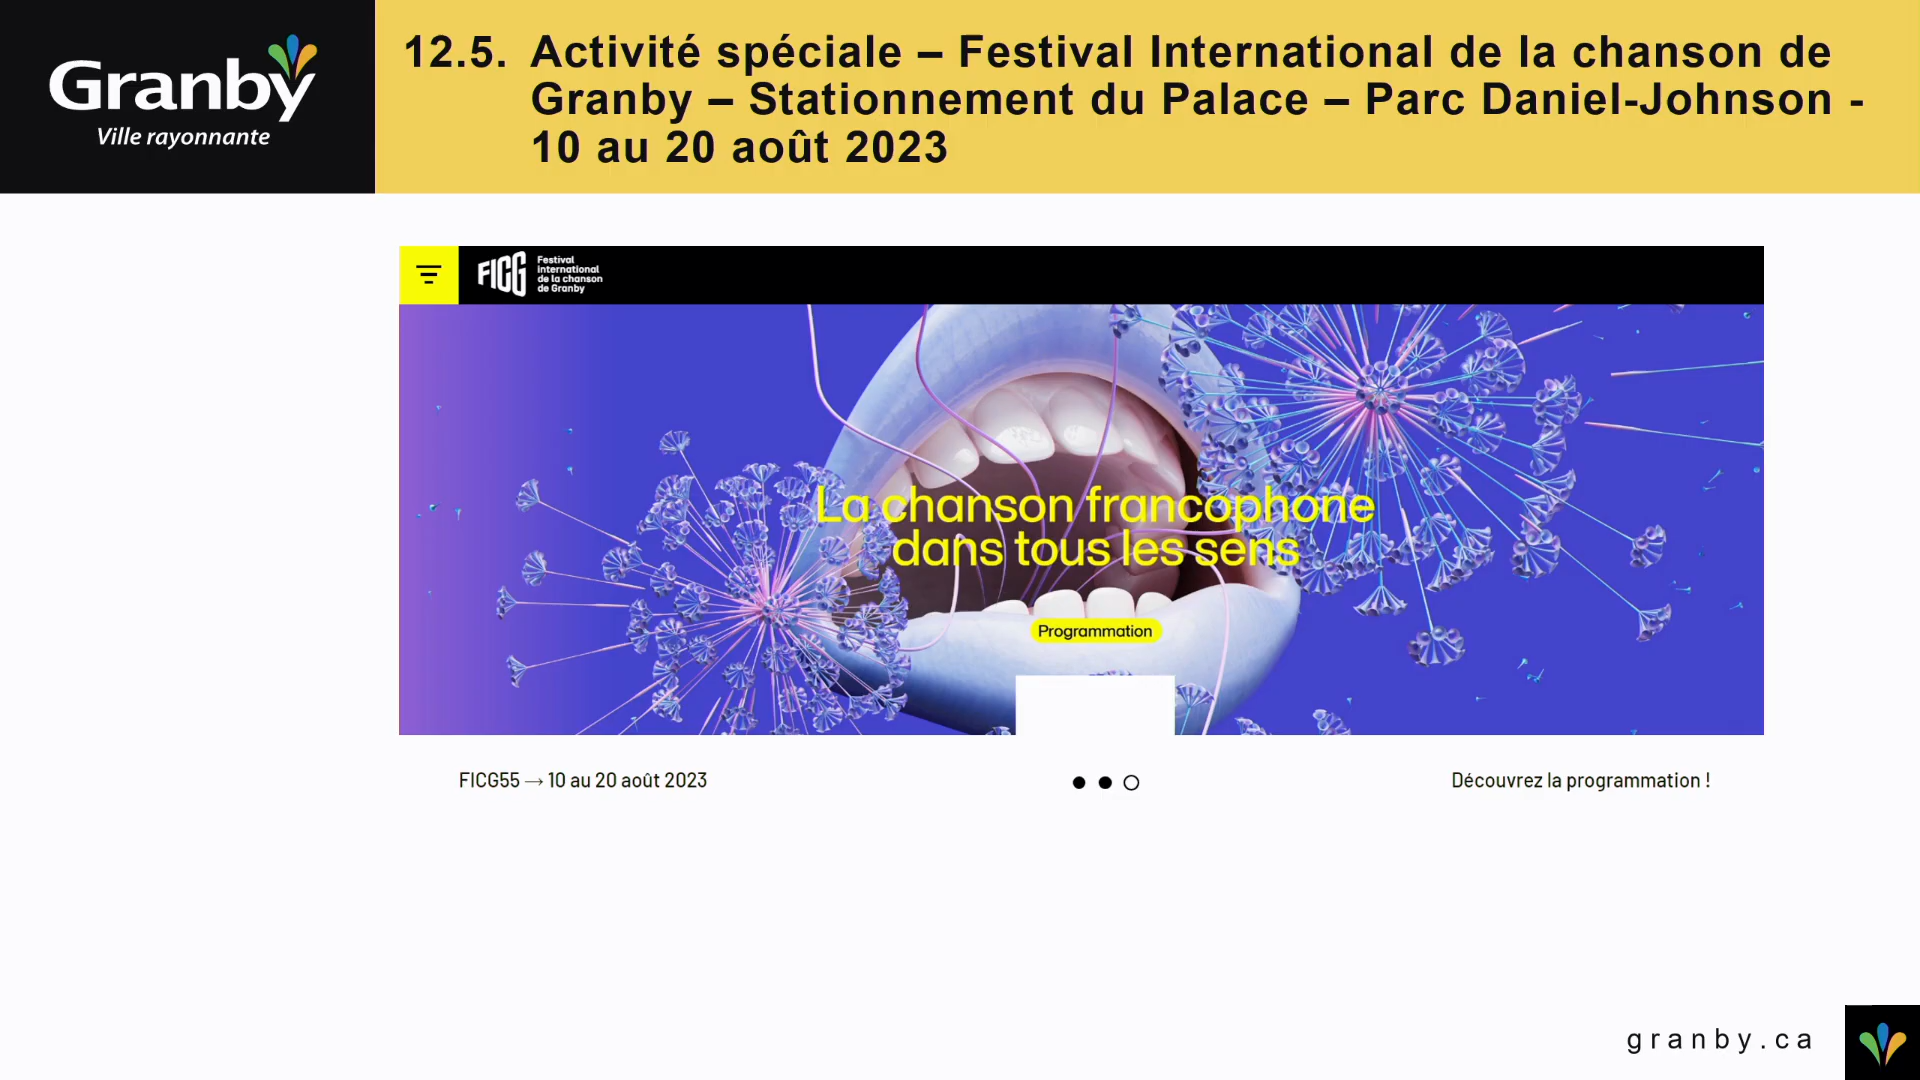 Granby
Ville rayonnante
12.5. Activité spéciale – Festival International de la chanson de
Granby – Stationnement du Palace – Parc Daniel-Johnson -
10 au 20 août 2023
FICG
Festival
international
de la chanson
de Granby
La chanson francophone
dans tous les sens
Programmation
FICG55 → 10 au 20 août 2023
Découvrez la programmation !
granby.ca